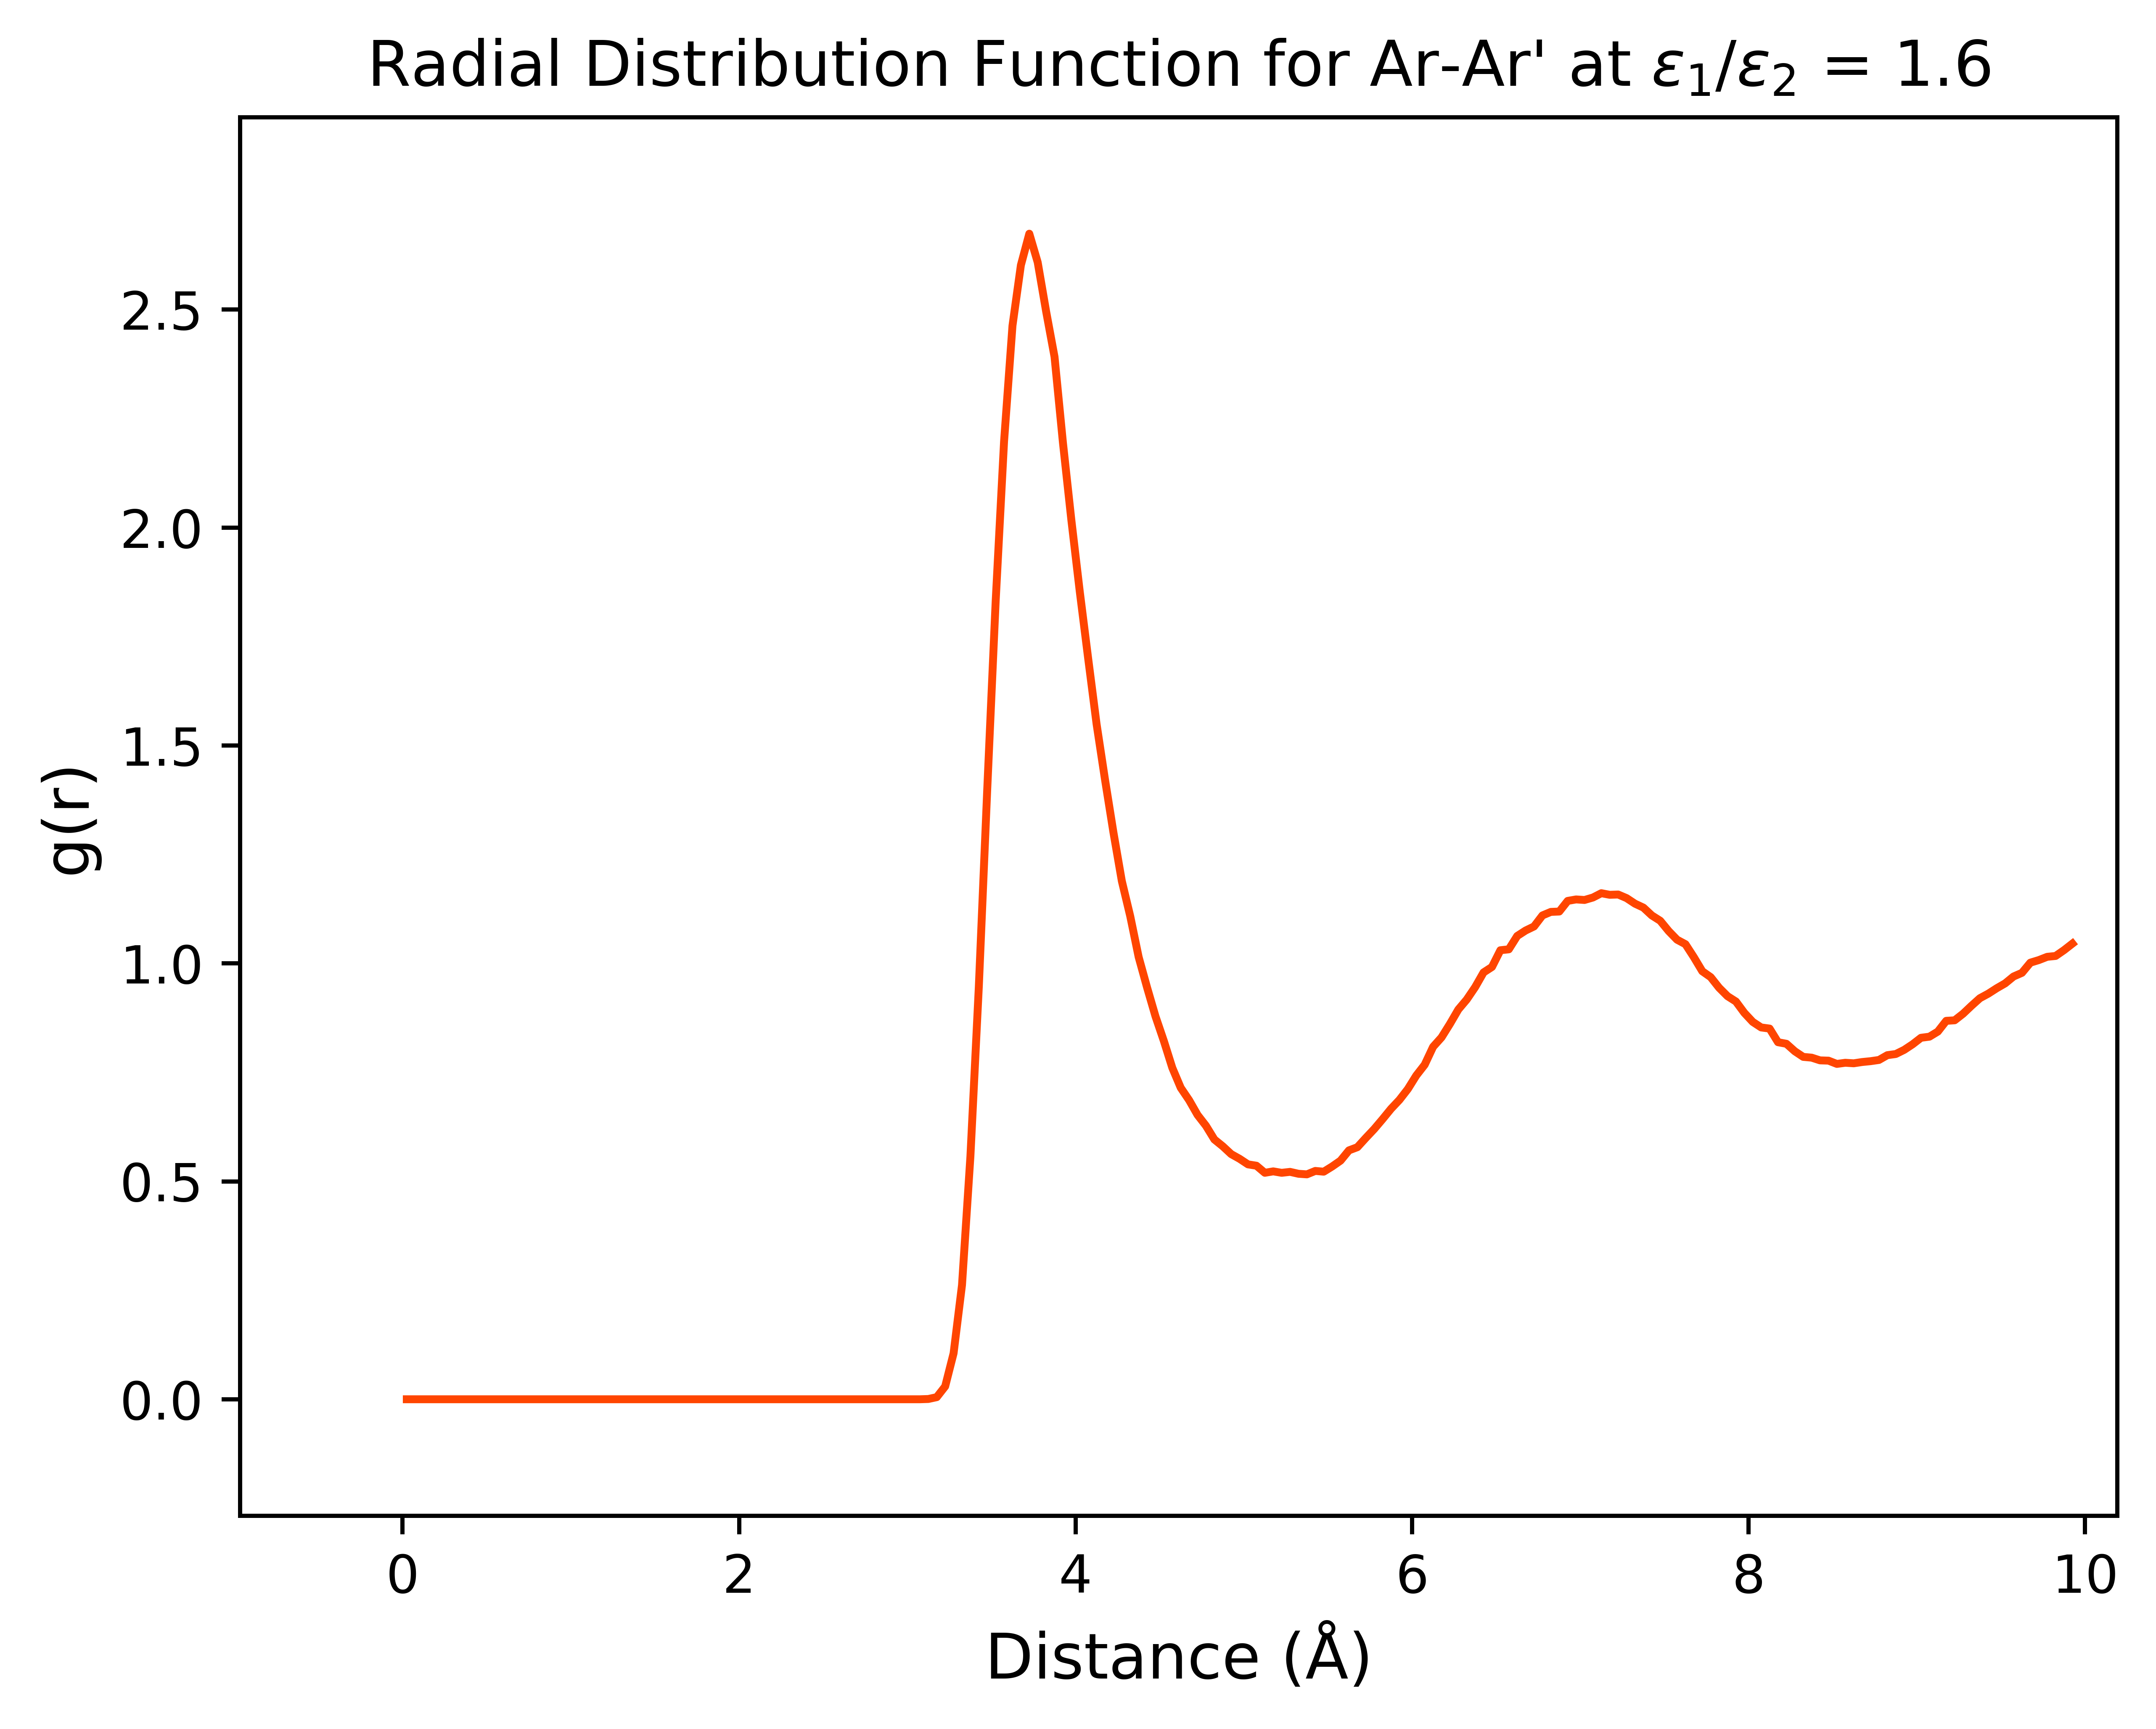 Radial Distribution Function for Ar-Ar' at ε₁/ε₂ = 1.6
g(r)
2.5
2.0
1.5
1.0
0.5
0.0
0 2 4 6 8 10
Distance (Å)